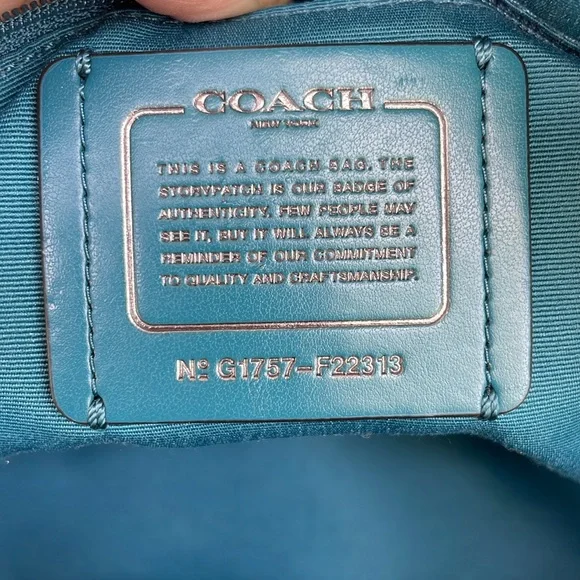 COACH
NEW YORK
THIS IS A COACH BAG. THE
STORYPATCH IS OUR BADGE OF
AUTHENTICITY. FEW PEOPLE MAY
SEE IT, BUT IT WILL ALWAYS BE A
REMINDER OF OUR COMMITMENT
TO QUALITY AND CRAFTSMANSHIP.
Nº G1757-F22313